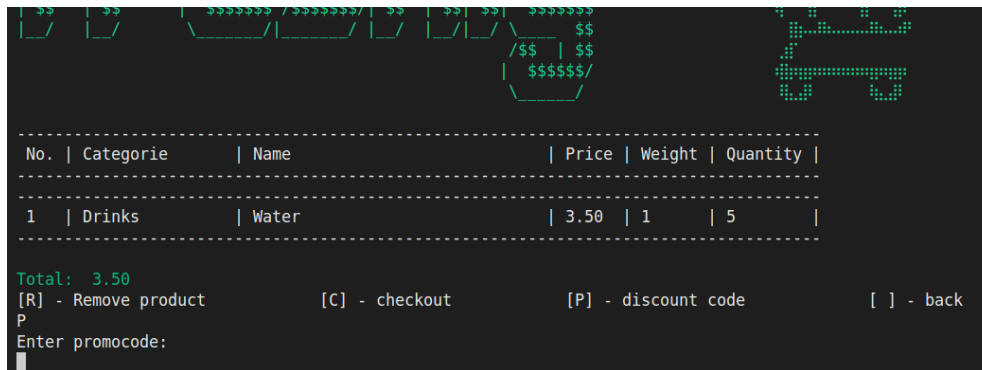 No. | Categorie | Name | Price | Weight | Quantity |
1 | Drinks | Water | 3.50 | 1 | 5 |
Total: 3.50
[R] - Remove product [C] - checkout [P] - discount code [ ] - back
P
Enter promocode: